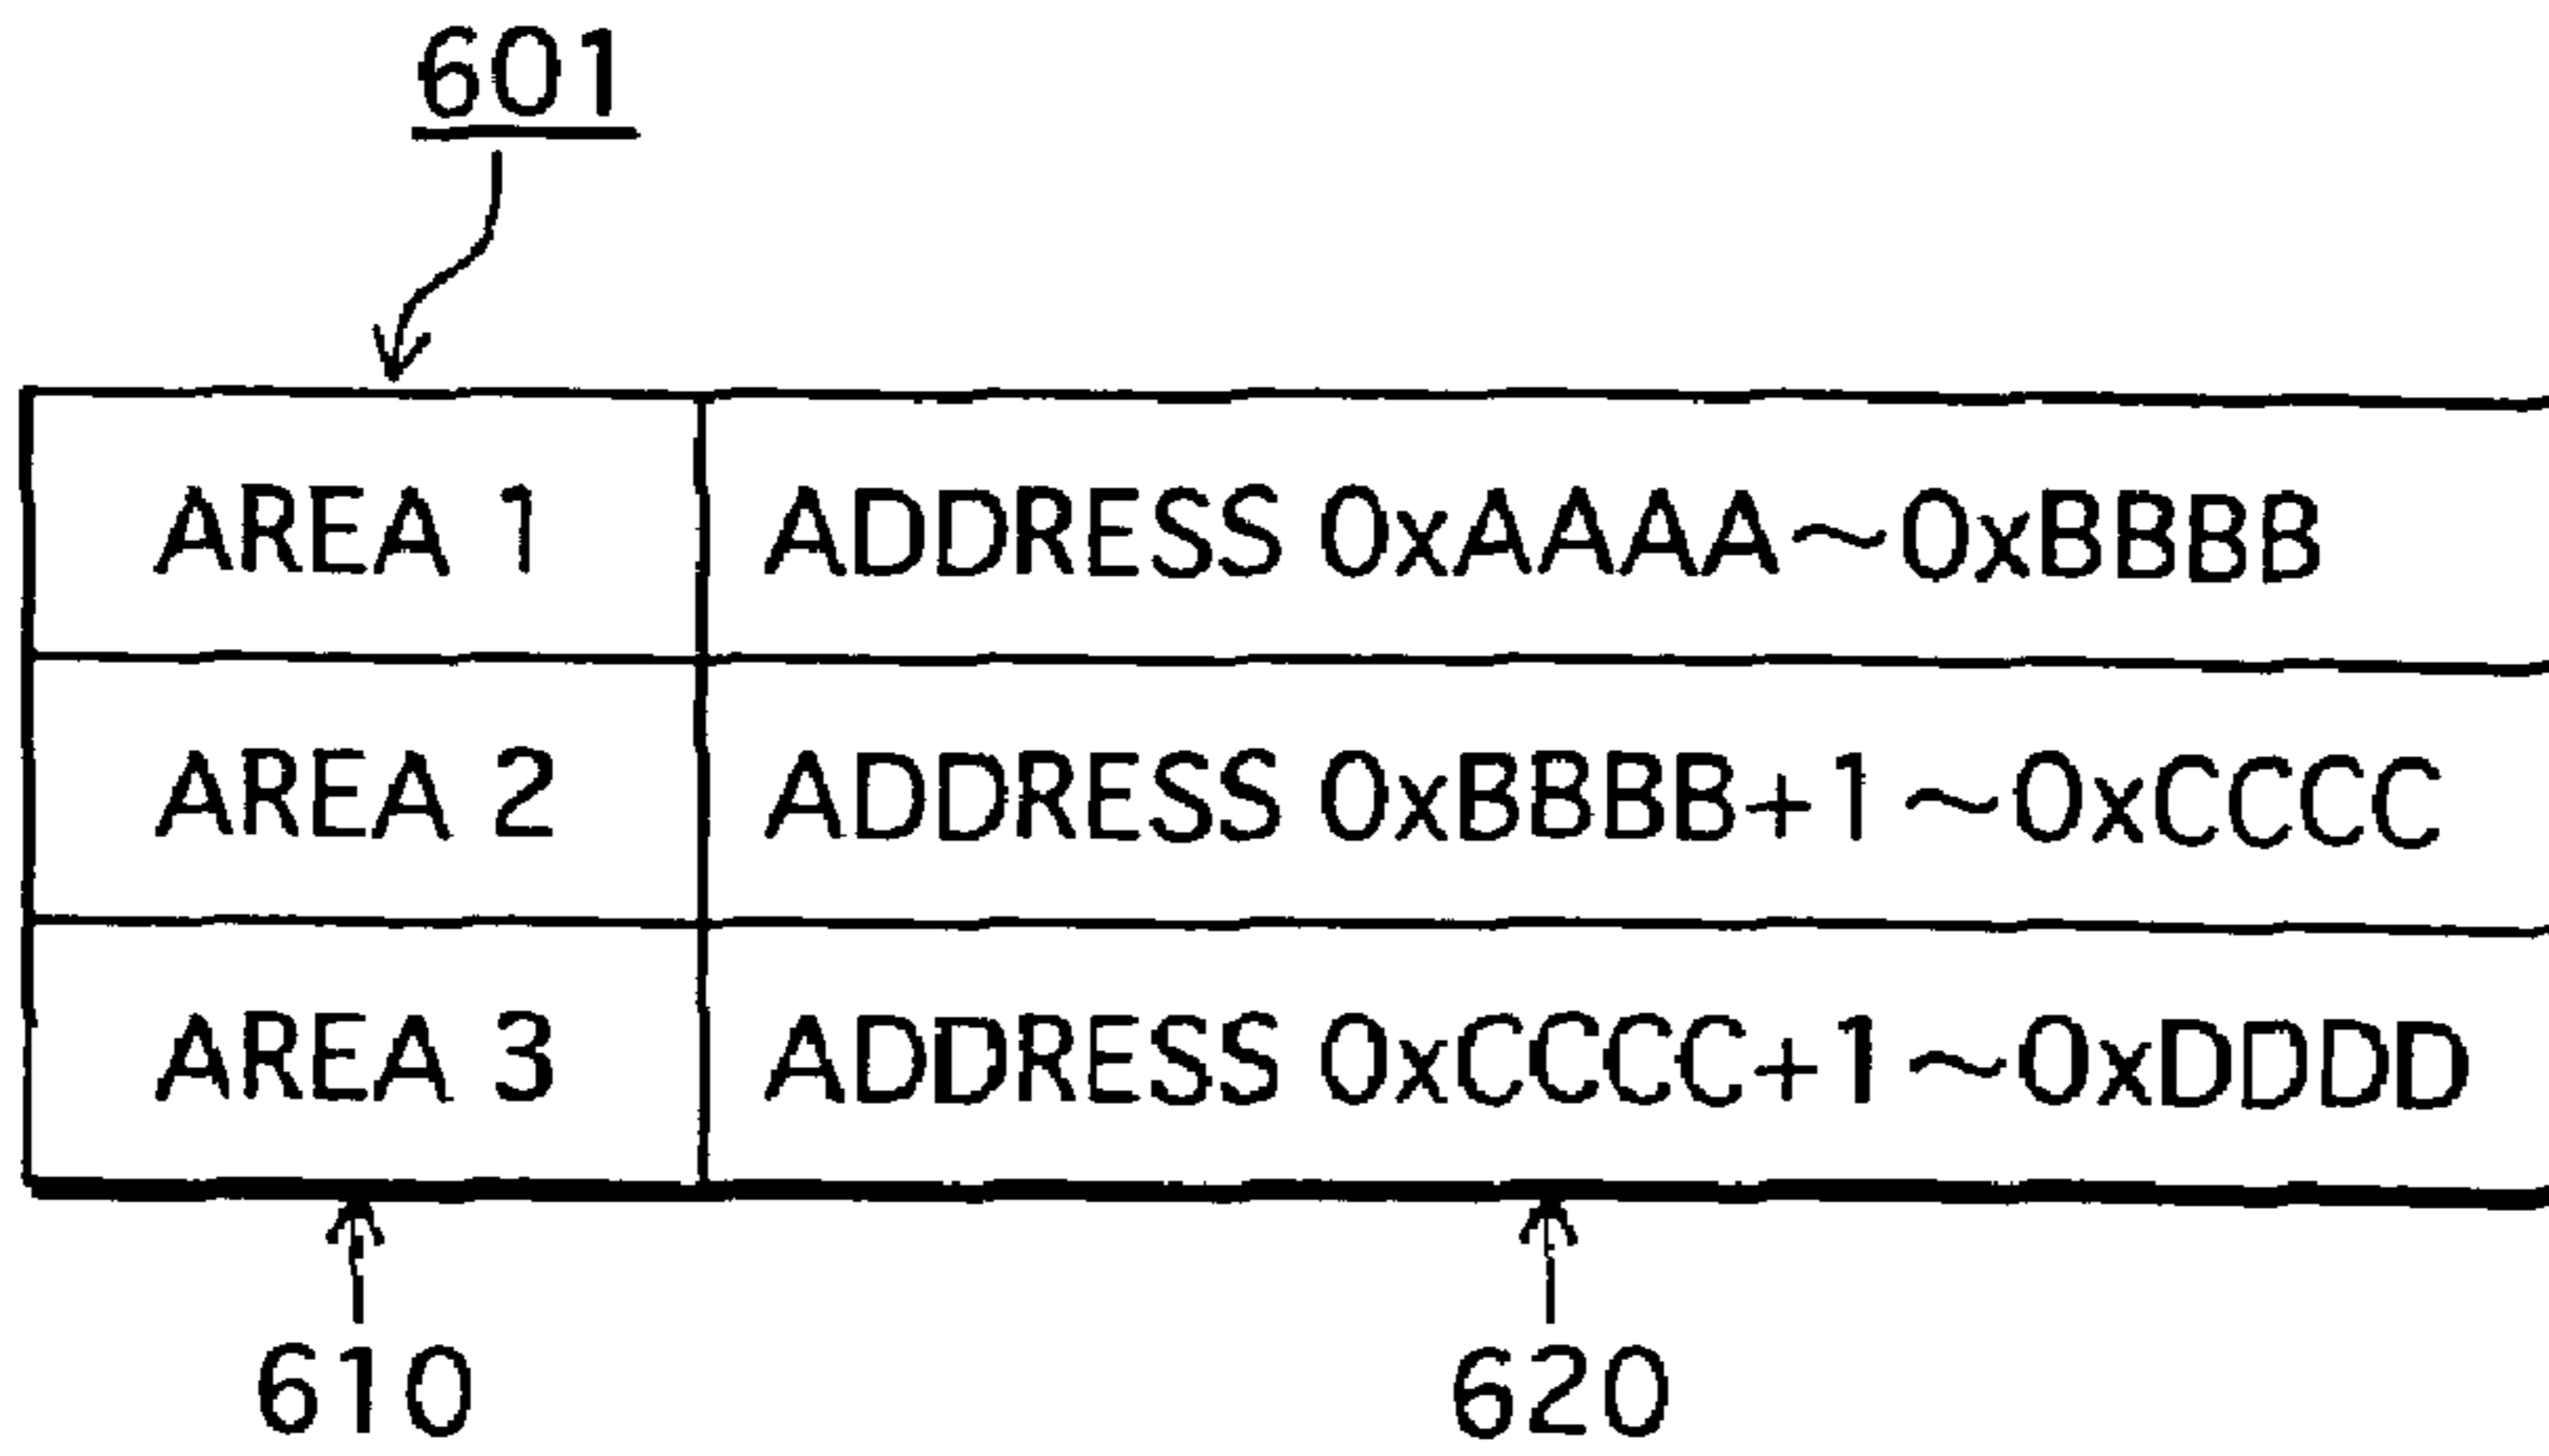 601
AREA 1 ADDRESS 0xAAAA~0xBBBB
AREA 2 ADDRESS 0xBBBB+1~0xCCCC
AREA 3 ADDRESS 0xCCCC+1~0xDDDD
610 620